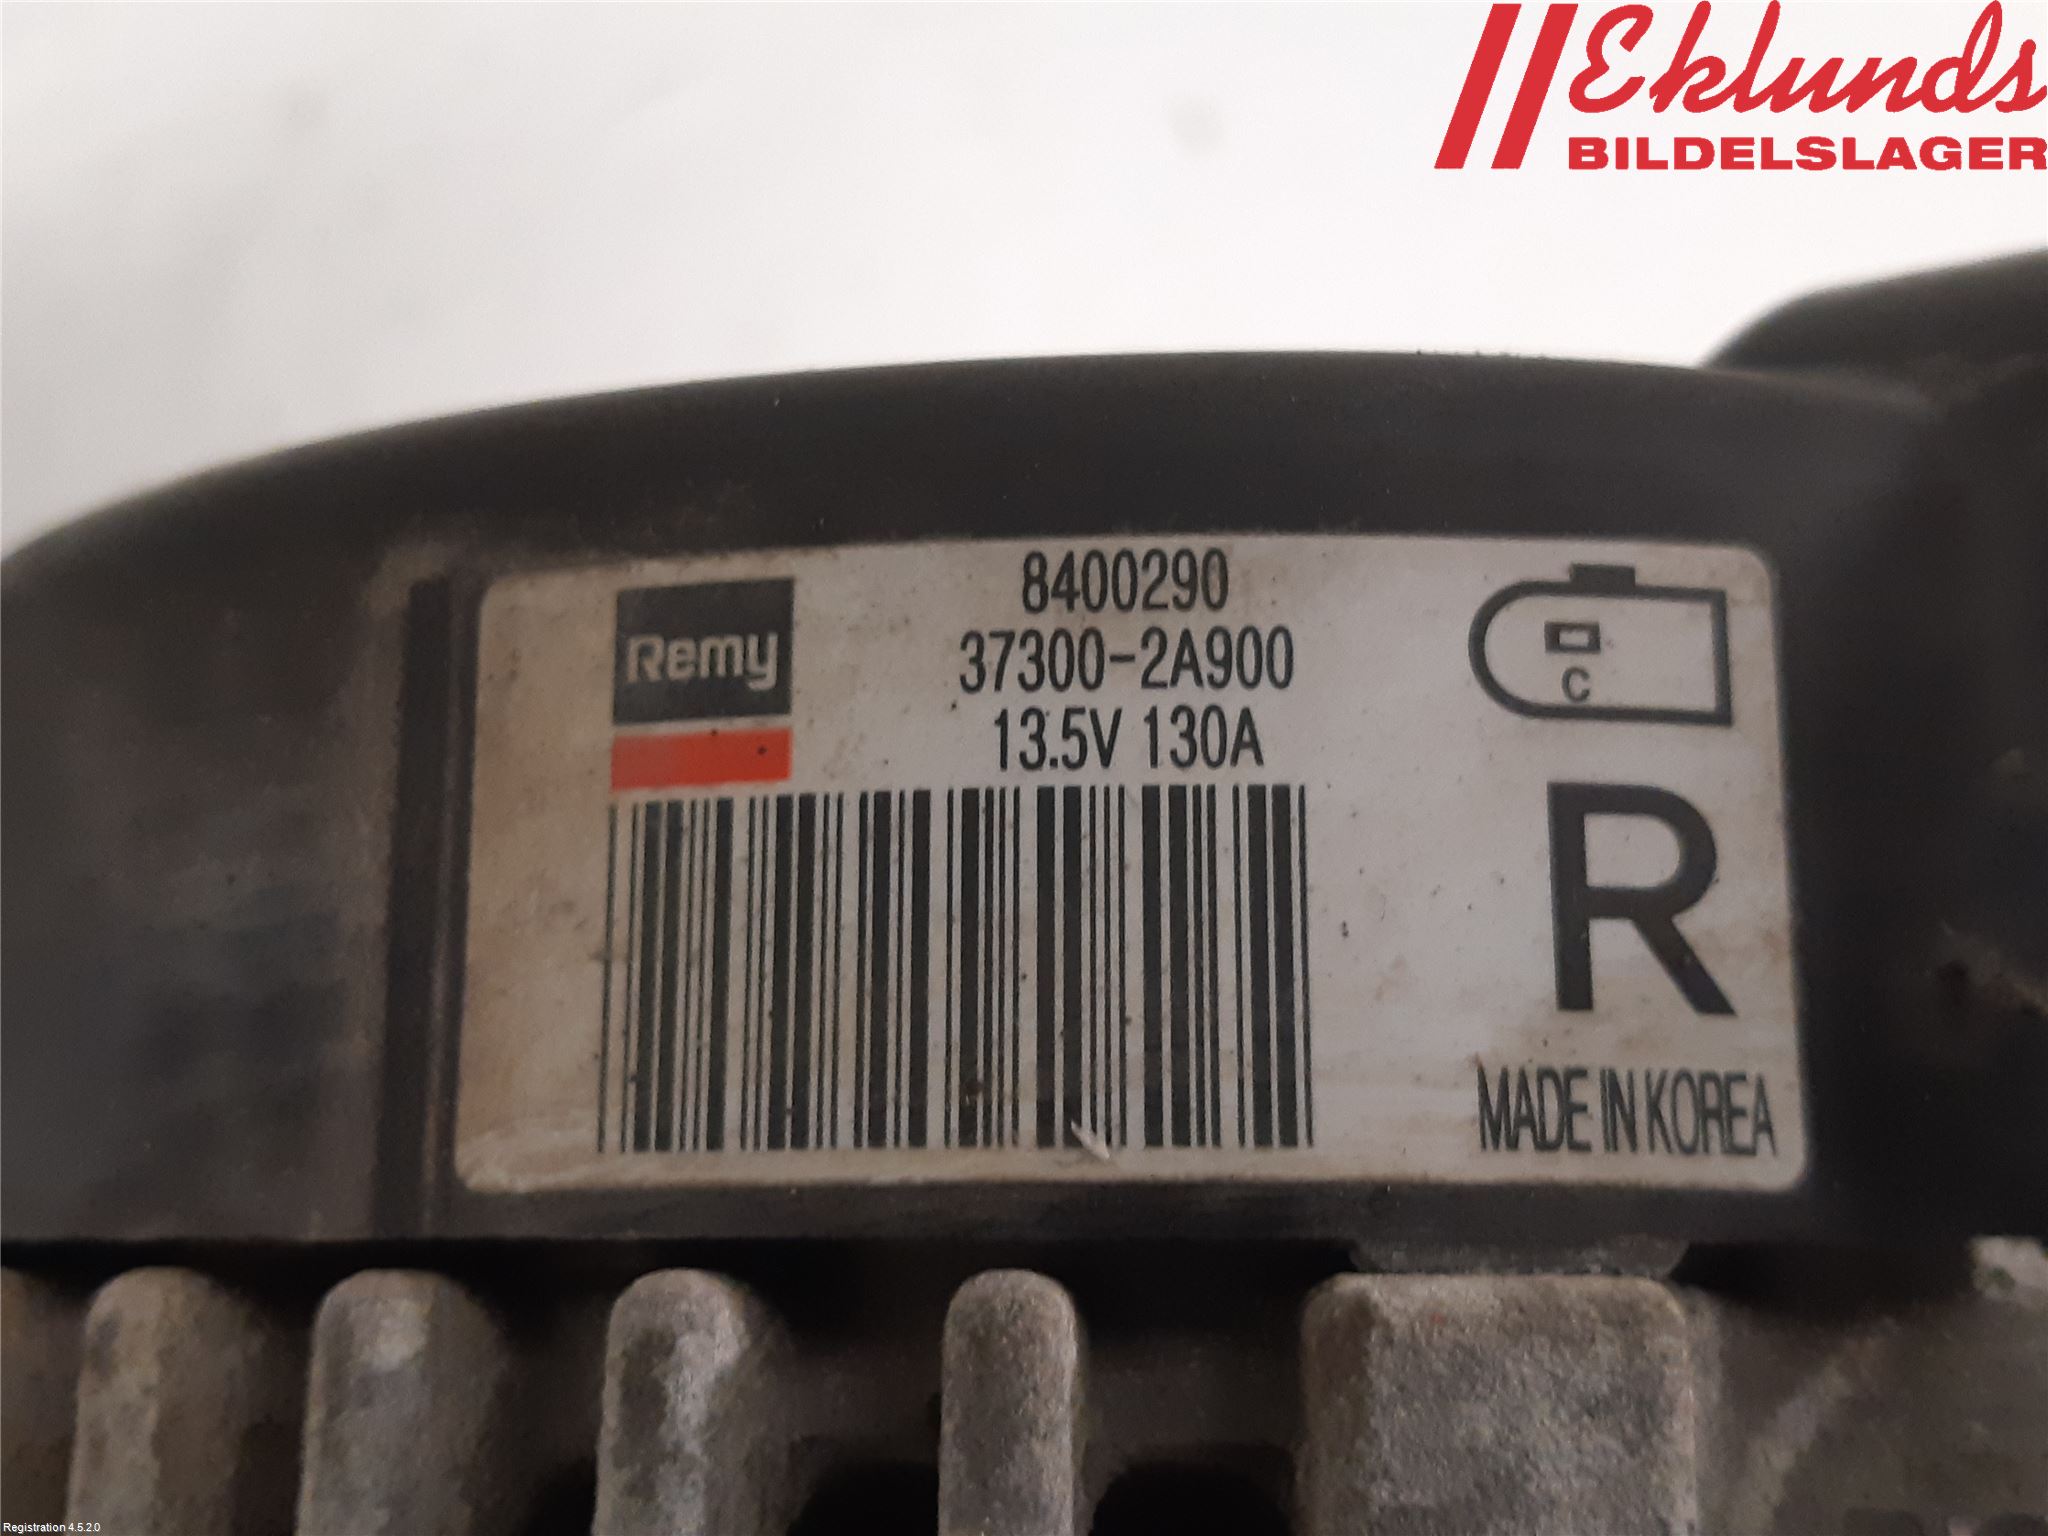 Eklunds
BILDELSLAGER
8400290
Remy
37300-2A900
13.5V 130A
C
R
MADE IN KOREA
Registration 4.5.2.0